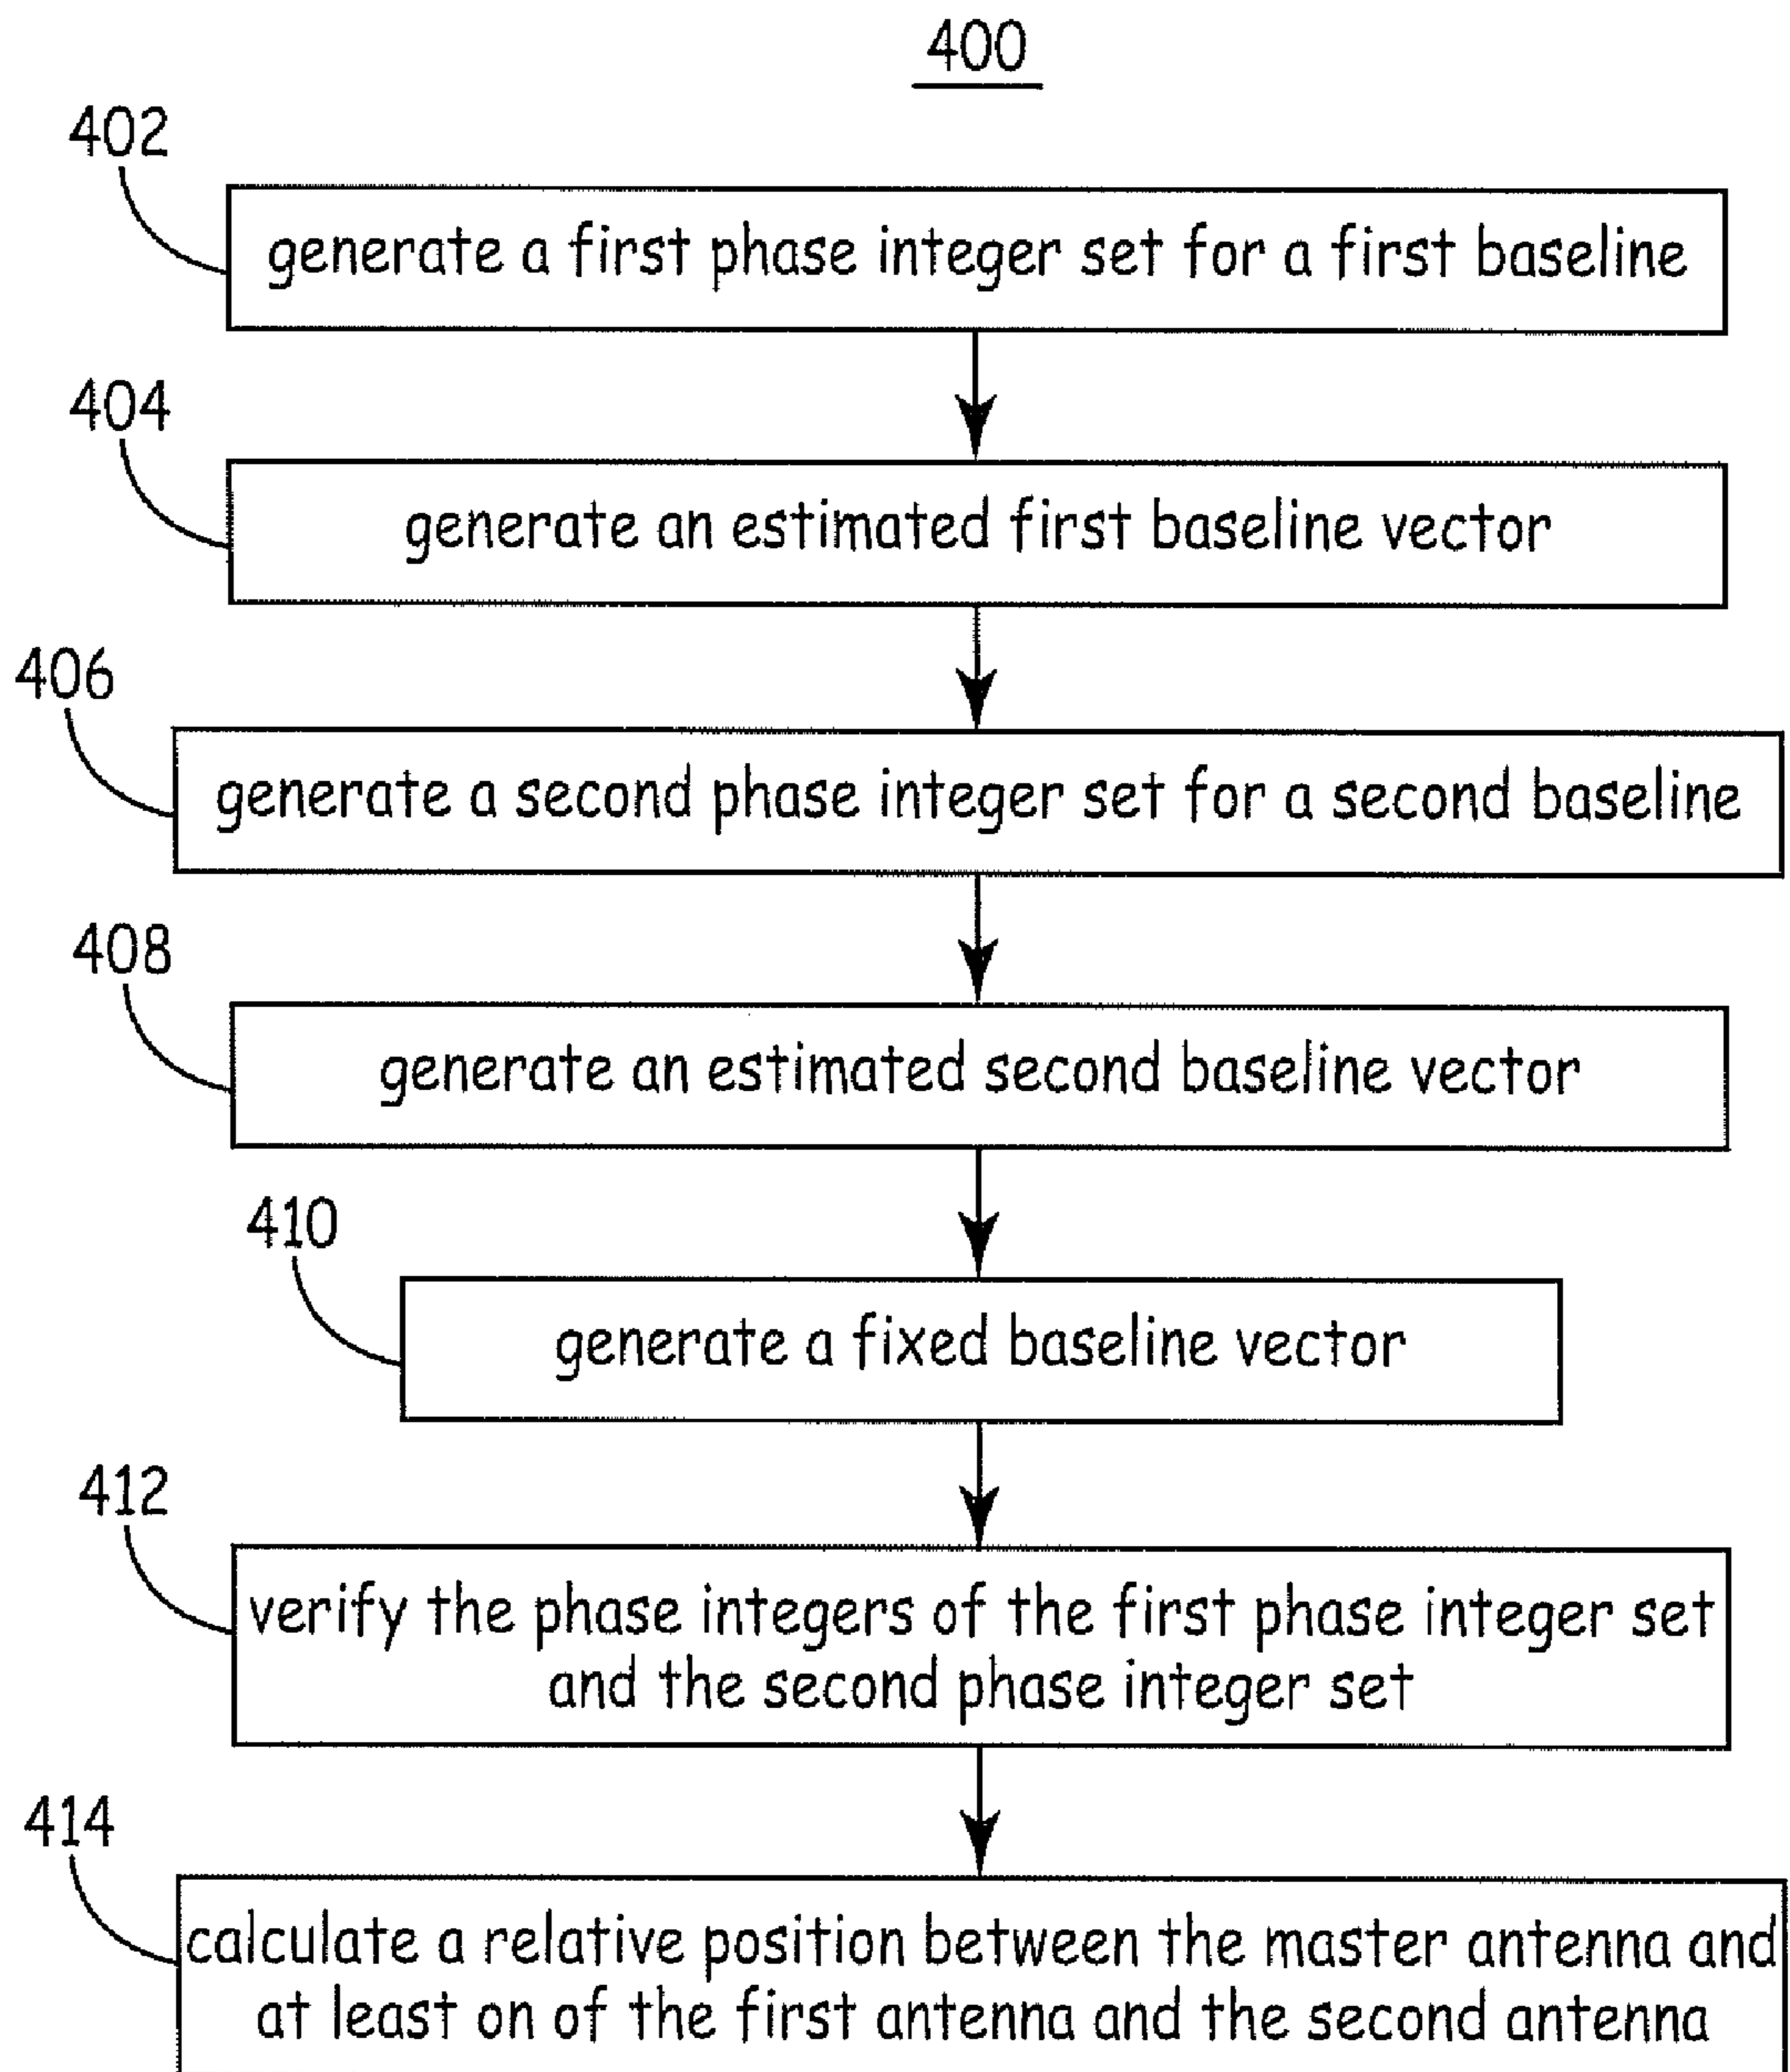 400
402
generate a first phase integer set for a first baseline
404
generate an estimated first baseline vector
406
generate a second phase integer set for a second baseline
408
generate an estimated second baseline vector
410
generate a fixed baseline vector
412
verify the phase integers of the first phase integer set
and the second phase integer set
414
calculate a relative position between the master antenna and
at least on of the first antenna and the second antenna